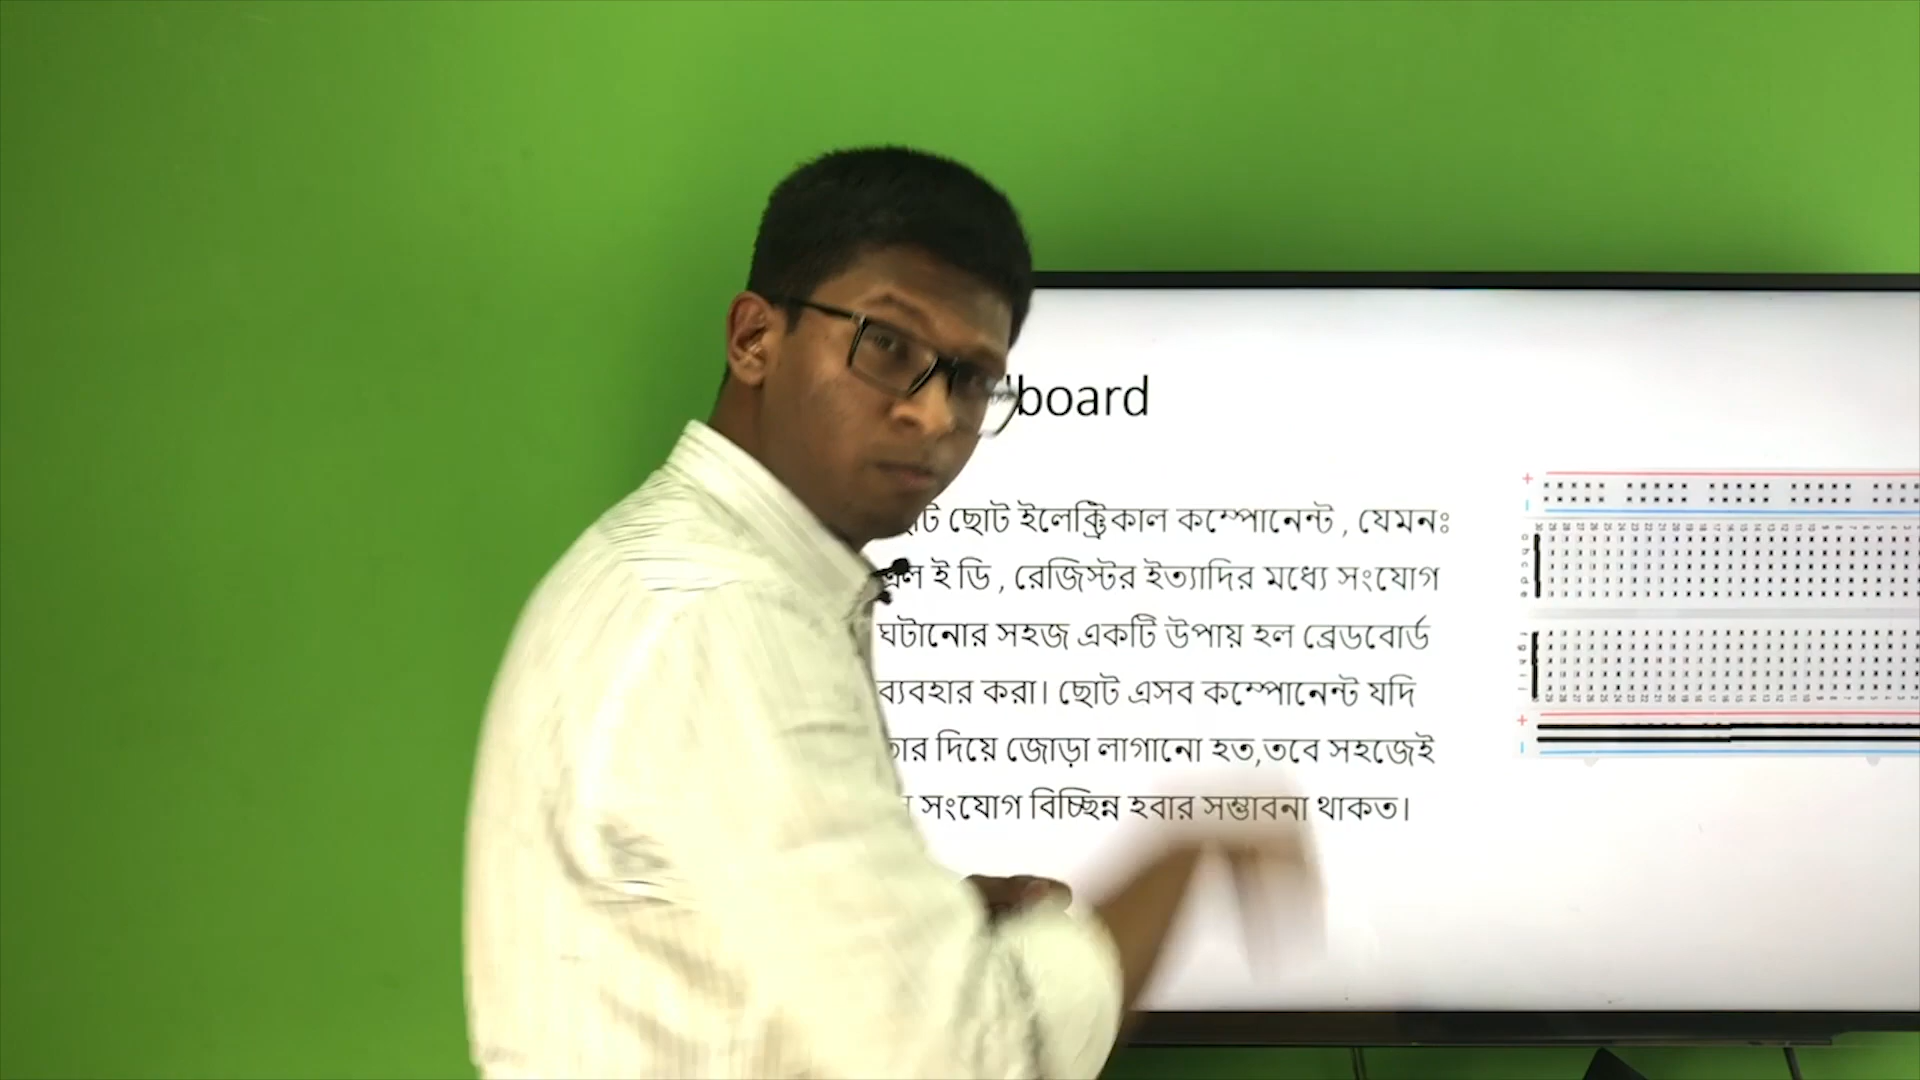 board
ছোট ইলেক্ট্রিকাল কম্পোনেন্ট , যেমনঃ
ই ডি , রেজিস্টর ইত্যাদির মধ্যে সংযোগ
ঘটানোর সহজ একটি উপায় হল ব্রেডবোর্ড
ব্যবহার করা। ছোট এসব কম্পোনেন্ট যদি
তার দিয়ে জোড়া লাগানো হত,তবে সহজেই
সংযোগ বিচ্ছিন্ন হবার সম্ভাবনা থাকত।